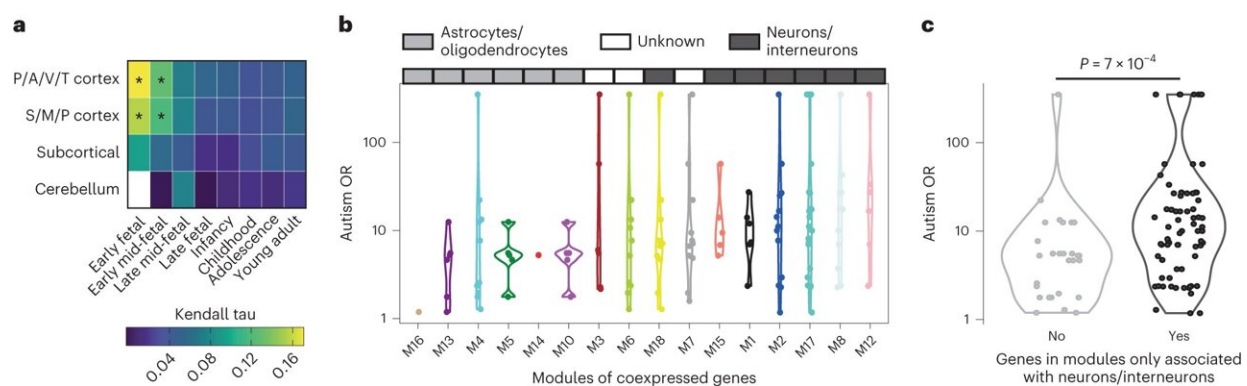 a
P/A/V/T cortex
S/M/P cortex
Subcortical
Cerebellum
* *
* *
Early fetal
Early mid-fetal
Late mid-fetal
Late fetal
Infancy
Childhood
Adolescence
Young adult
Kendall tau
0.04 0.08 0.12 0.16
b
Astrocytes/
oligodendrocytes
Unknown
Neurons/
interneurons
Autism OR
100
10
1
M16 M13 M4 M5 M14 M10 M3 M6 M18 M7 M15 M1 M2 M17 M8 M12
Modules of coexpressed genes
c
P = 7 × 10⁻⁴
Autism OR
100
10
1
No Yes
Genes in modules only associated
with neurons/interneurons